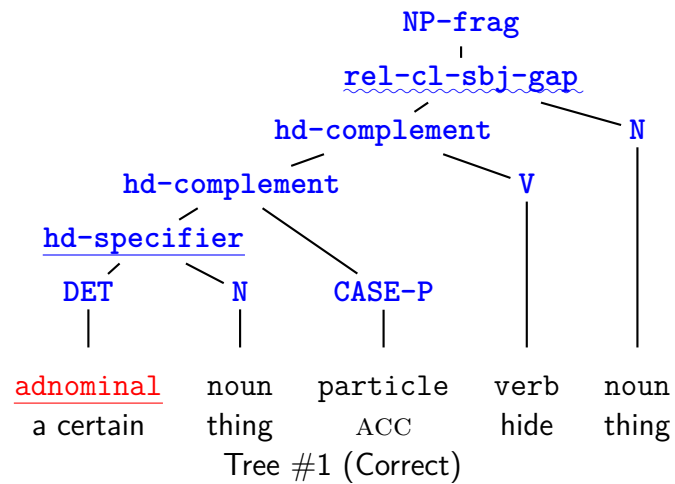 NP-frag
rel-cl-sbj-gap
hd-complement N
hd-complement V
hd-specifier
DET N CASE-P
adnominal noun particle verb noun
a certain thing ACC hide thing
Tree #1 (Correct)